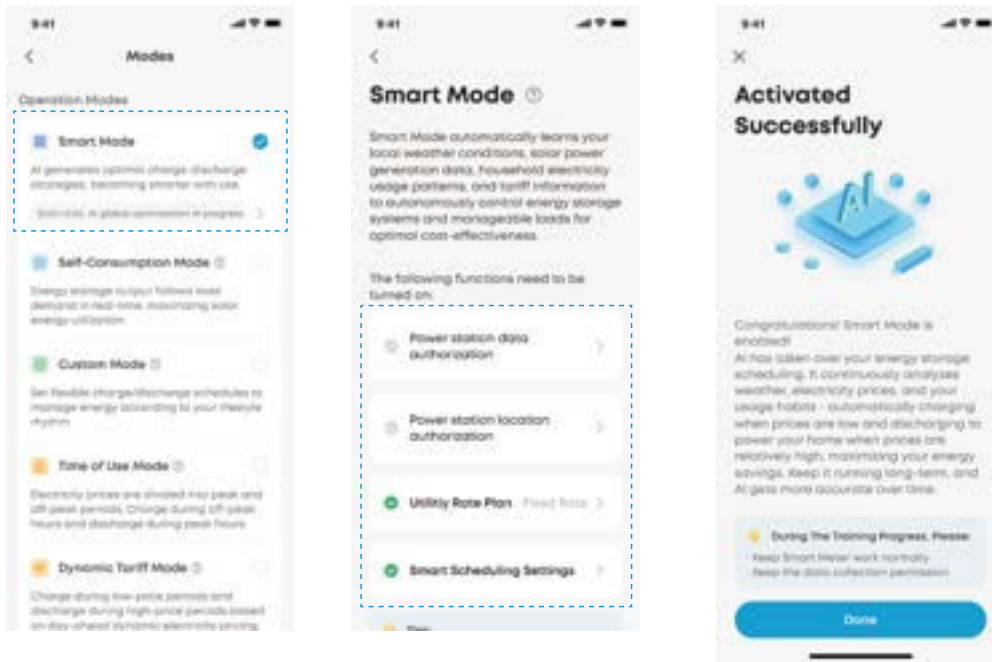 9:41
Modes
Operation Modes
Smart Mode
AI generates optimal charge-discharge
strategies, becoming smarter with use.
AI global optimization in progress
Self-Consumption Mode
Energy storage output follows load
demand in real-time, maximizing solar
energy utilization.
Custom Mode
Set flexible charge/discharge schedules to
manage energy according to your lifestyle
rhythm.
Time of Use Mode
Electricity prices are divided into peak and
off-peak periods. Charge during off-peak
hours and discharge during peak hours.
Dynamic Tariff Mode
Charge during low-price periods and
discharge during high-price periods based
on day-ahead dynamic electricity pricing.
9:41
Smart Mode
Smart Mode automatically learns your
local weather conditions, solar power
generation data, household electricity
usage patterns, and tariff information
to autonomously control energy storage
systems and manageable loads for
optimal cost-effectiveness.
The following functions need to be
turned on:
Power station data
authorization
Power station location
authorization
Utility Rate Plan Fixed Rate
Smart Scheduling Settings
Tips
9:41
Activated
Successfully
AI
Congratulations! Smart Mode is
enabled!
AI has taken over your energy storage
scheduling. It continuously analyzes
weather, electricity prices, and your
usage habits - automatically charging
when prices are low and discharging to
power your home when prices are
relatively high, maximizing your energy
savings. Keep it running long-term, and
AI gets more accurate over time.
During The Training Progress, Please:
Keep Smart Meter work normally
Keep the data collection permission
Done